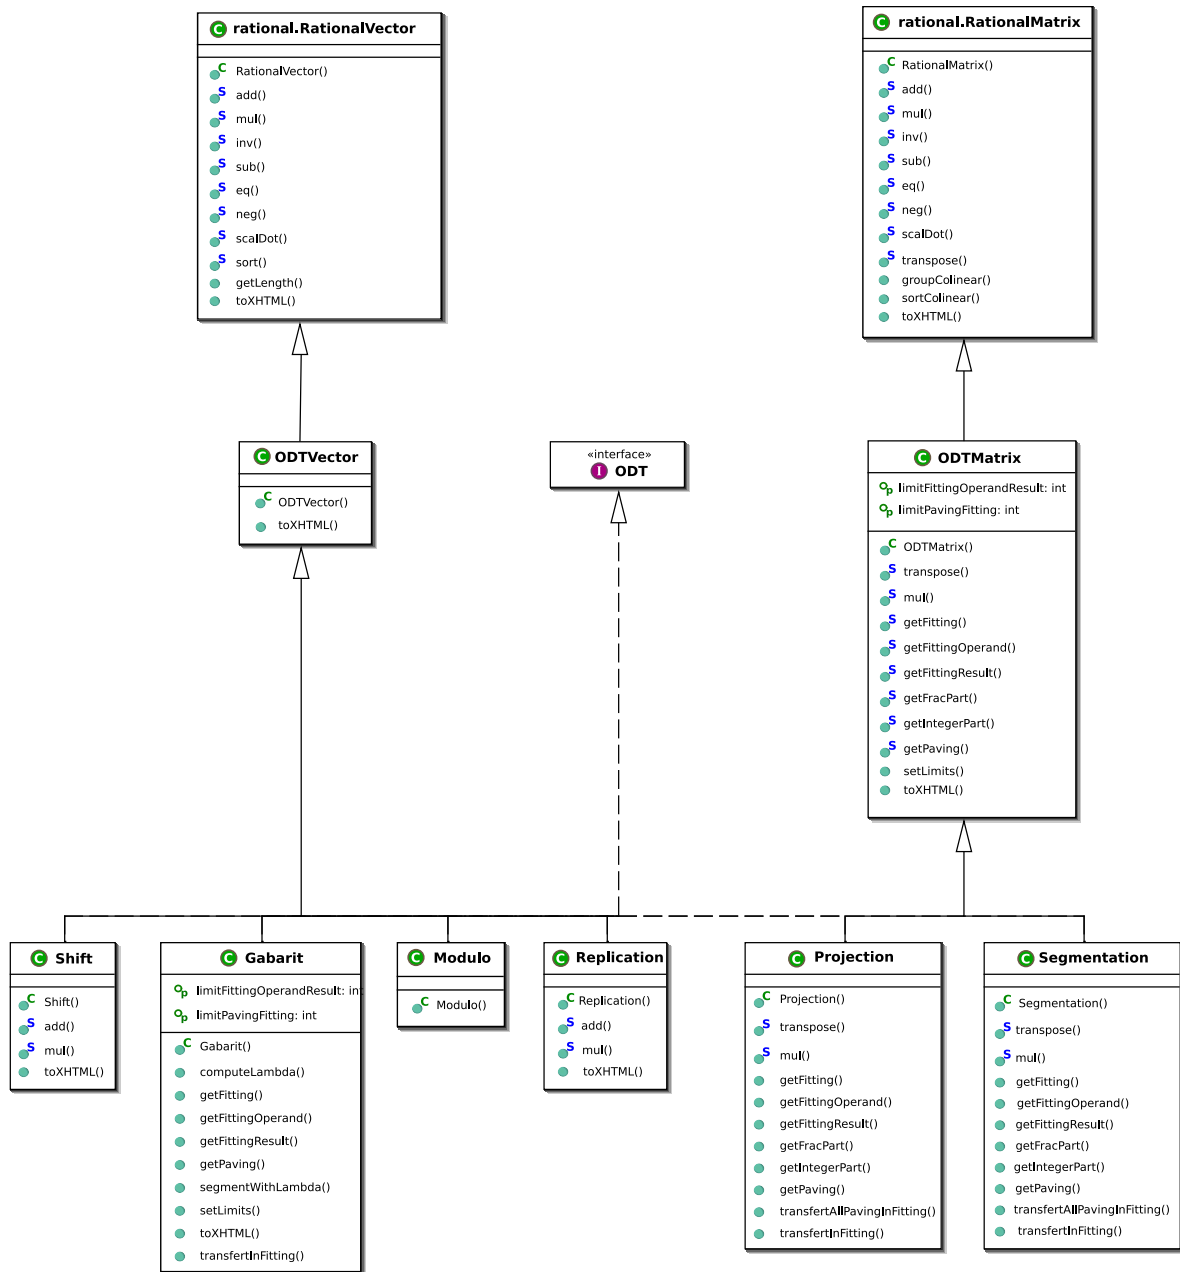 rational.RationalVector
RationalVector()
add()
mul()
inv()
sub()
eq()
neg()
scalDot()
sort()
getLength()
toXHTML()
rational.RationalMatrix
RationalMatrix()
add()
mul()
inv()
sub()
eq()
neg()
scalDot()
transpose()
groupColinear()
sortColinear()
toXHTML()
ODTVector
ODTVector()
toXHTML()
«interface»
ODT
ODTMatrix
limitFittingOperandResult: int
limitPavingFitting: int
ODTMatrix()
transpose()
mul()
getFitting()
getFittingOperand()
getFittingResult()
getFracPart()
getIntegerPart()
getPaving()
setLimits()
toXHTML()
Shift
Shift()
add()
mul()
toXHTML()
Gabarit
limitFittingOperandResult: int
limitPavingFitting: int
Gabarit()
computeLambda()
getFitting()
getFittingOperand()
getFittingResult()
getPaving()
segmentWithLambda()
setLimits()
toXHTML()
transfertInFitting()
Modulo
Modulo()
Replication
Replication()
add()
mul()
toXHTML()
Projection
Projection()
transpose()
mul()
getFitting()
getFittingOperand()
getFittingResult()
getFracPart()
getIntegerPart()
getPaving()
transfertAllPavingInFitting()
transfertInFitting()
Segmentation
Segmentation()
transpose()
mul()
getFitting()
getFittingOperand()
getFittingResult()
getFracPart()
getIntegerPart()
getPaving()
transfertAllPavingInFitting()
transfertInFitting()